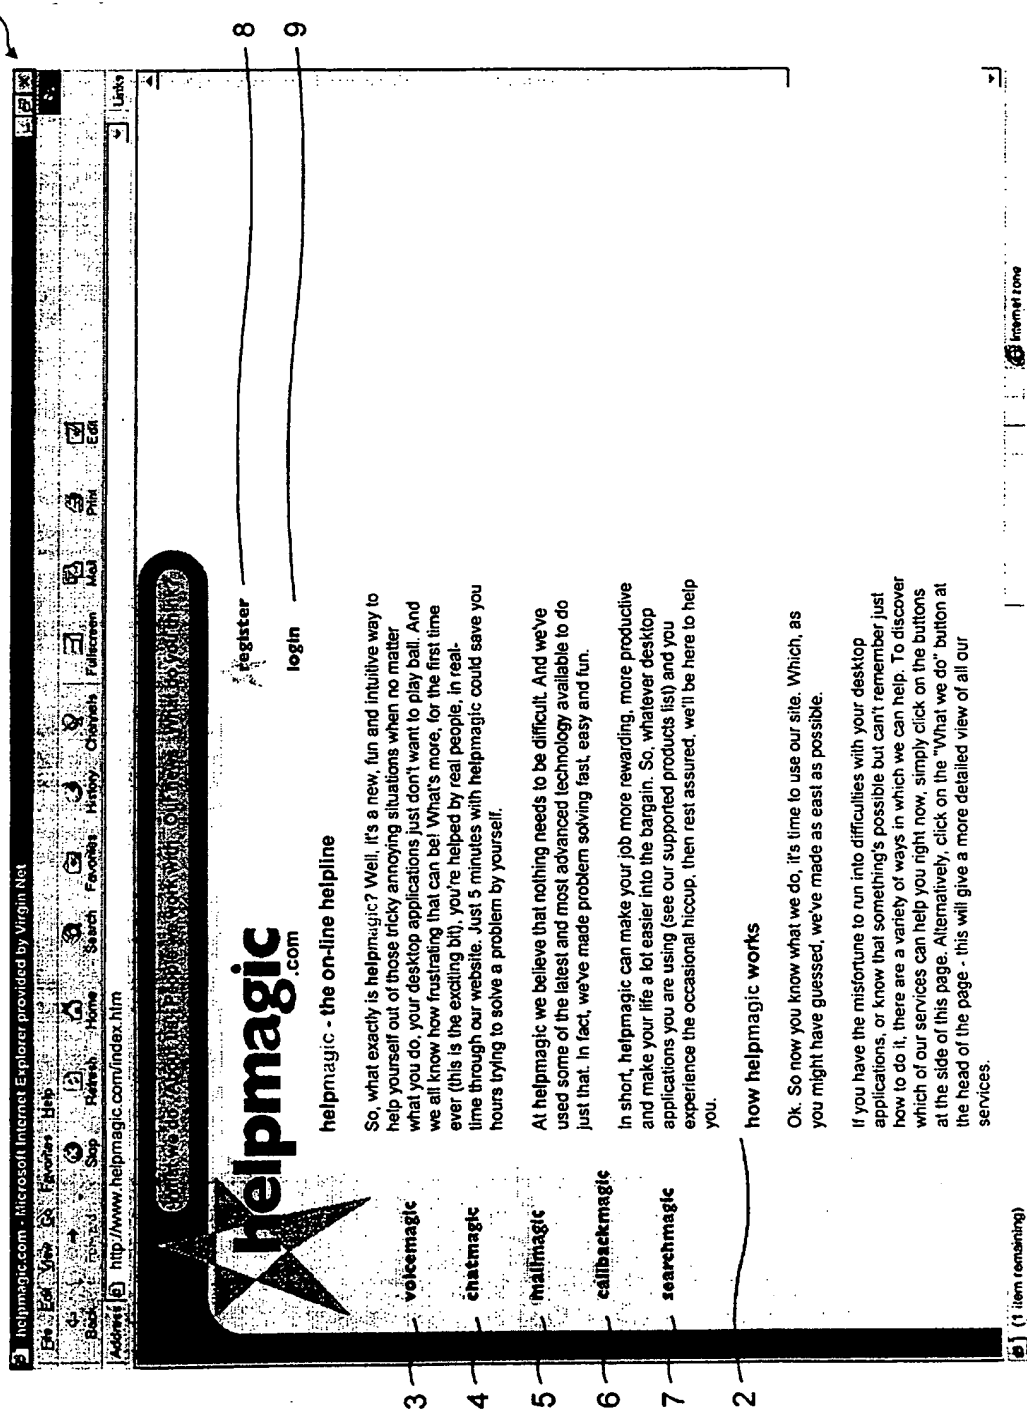 helpmagic.com - Microsoft Internet Explorer provided by Virgin Net
File Edit View Go Favorites Help
Back Forward Stop Refresh Home Search Favorites History Channels Fullscreen Mail Print Edit
Address http://www.helpmagic.com/index.htm Links
What we do About us People we work with Our news What do you think?
helpmagic
.com
register 8
login 9
helpmagic - the on-line helpline
So, what exactly is helpmagic? Well, it's a new, fun and intuitive way to
help yourself out of those tricky annoying situations when no matter
what you do, your desktop applications just don't want to play ball. And
we all know how frustrating that can be! What's more, for the first time
ever (this is the exciting bit), you're helped by real people, in real-
time through our website. Just 5 minutes with helpmagic could save you
hours trying to solve a problem by yourself.
At helpmagic we believe that nothing needs to be difficult. And we've
used some of the latest and most advanced technology available to do
just that. In fact, we've made problem solving fast, easy and fun.
In short, helpmagic can make your job more rewarding, more productive
and make your life a lot easier into the bargain. So, whatever desktop
applications you are using (see our supported products list) and you
experience the occasional hiccup, then rest assured, we'll be here to help
you.
3 voicemagic
4 chatmagic
5 mailmagic
6 callbackmagic
7 searchmagic
2 how helpmagic works
Ok. So now you know what we do, it's time to use our site. Which, as
you might have guessed, we've made as east as possible.
If you have the misfortune to run into difficulties with your desktop
applications, or know that something's possible but can't remember just
how to do it, there are a variety of ways in which we can help. To discover
which of our services can help you right now, simply click on the buttons
at the side of this page. Alternatively, click on the "What we do" button at
the head of the page - this will give a more detailed view of all our
services.
(1 item remaining) Internet zone